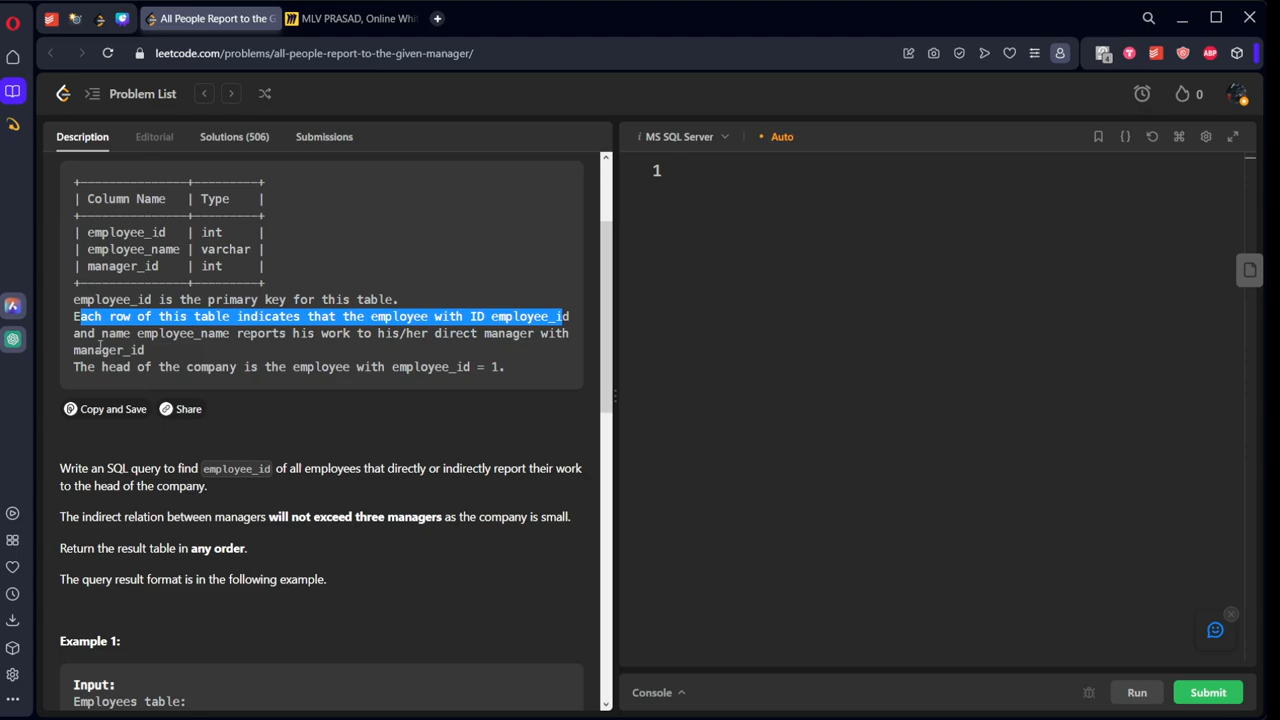 All People Report to the G
MLV PRASAD, Online Whi
leetcode.com/problems/all-people-report-to-the-given-manager/
4
ABP
Problem List
0
Description
Editorial
Solutions (506)
Submissions
+---------------+---------+
| Column Name   | Type    |
+---------------+---------+
| employee_id   | int     |
| employee_name | varchar |
| manager_id    | int     |
+---------------+---------+
employee_id is the primary key for this table.
Each row of this table indicates that the employee with ID employee_id
and name employee_name reports his work to his/her direct manager with
manager_id
The head of the company is the employee with employee_id = 1.
Copy and Save
Share
Write an SQL query to find employee_id of all employees that directly or indirectly report their work
to the head of the company.
The indirect relation between managers will not exceed three managers as the company is small.
Return the result table in any order.
The query result format is in the following example.
Example 1:
Input:
Employees table:
i MS SQL Server
• Auto
{}
1
Console
Run
Submit